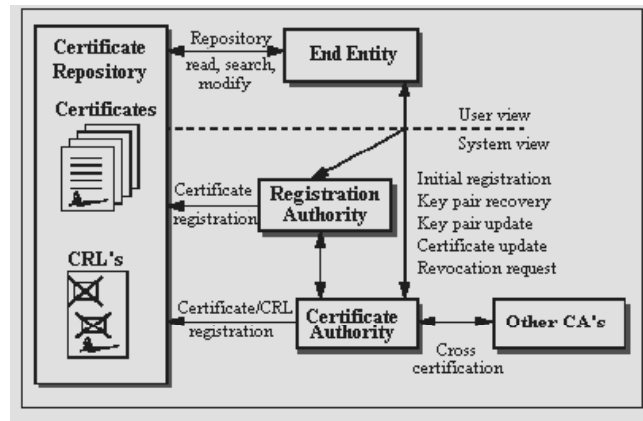 Certificate
Repository
Certificates
CRL's
Repository
read, search,
modify
End Entity
User view
System view
Certificate
registration
Registration
Authority
Initial registration
Key pair recovery
Key pair update
Certificate update
Revocation request
Certificate/CRL
registration
Certificate
Authority
Cross
certification
Other CA's